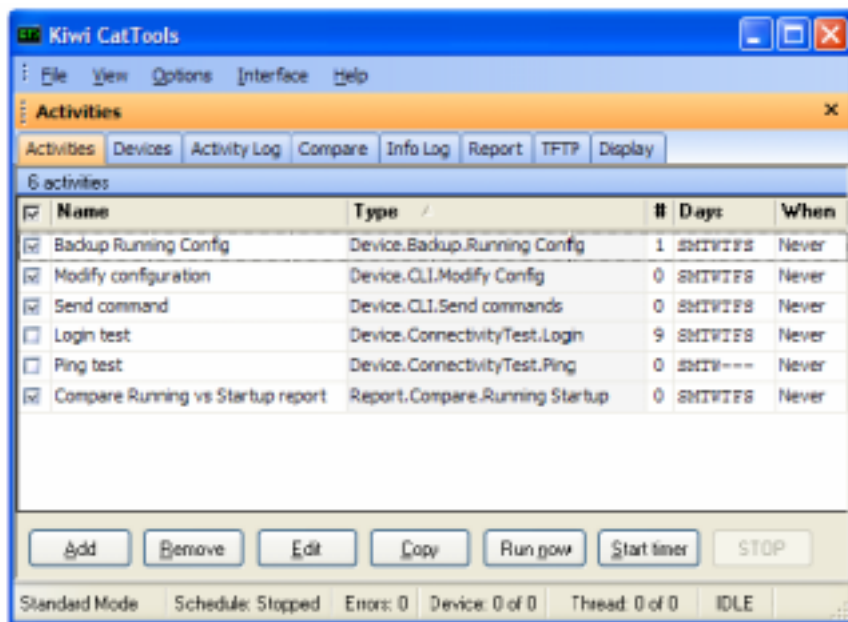 Kiwi CatTools
File View Options Interface Help
Activities
Activities Devices Activity Log Compare Info Log Report TFTP Display
6 activities
Name Type # Days When
Backup Running Config Device.Backup.Running Config 1 SMTWTFS Never
Modify configuration Device.CLI.Modify Config 0 SMTWTFS Never
Send command Device.CLI.Send commands 0 SMTWTFS Never
Login test Device.ConnectivityTest.Login 9 SMTWTFS Never
Ping test Device.ConnectivityTest.Ping 0 SMTW--- Never
Compare Running vs Startup report Report.Compare.Running Startup 0 SMTWTFS Never
Add Remove Edit Copy Run now Start timer STOP
Standard Mode Schedule: Stopped Errors: 0 Device: 0 of 0 Thread: 0 of 0 IDLE